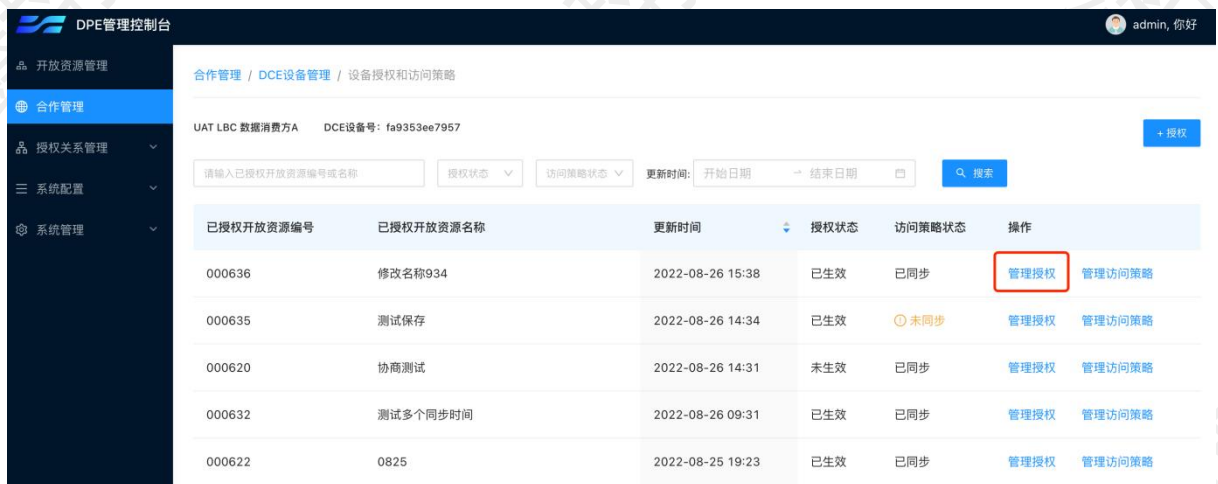 DPE管理控制台
admin, 你好
开放资源管理
合作管理
授权关系管理
系统配置
系统管理
合作管理 / DCE设备管理 / 设备授权和访问策略
UAT LBC 数据消费方A DCE设备号: fa9353ee7957
+ 授权
请输入已授权开放资源编号或名称 授权状态 访问策略状态 更新时间: 开始日期 → 结束日期 搜索
已授权开放资源编号 已授权开放资源名称 更新时间 授权状态 访问策略状态 操作
000636 修改名称934 2022-08-26 15:38 已生效 已同步 管理授权 管理访问策略
000635 测试保存 2022-08-26 14:34 已生效 未同步 管理授权 管理访问策略
000620 协商测试 2022-08-26 14:31 未生效 已同步 管理授权 管理访问策略
000632 测试多个同步时间 2022-08-26 09:31 已生效 已同步 管理授权 管理访问策略
000622 0825 2022-08-25 19:23 已生效 已同步 管理授权 管理访问策略